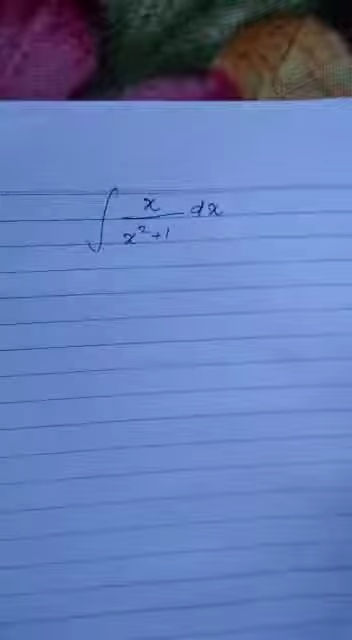 ∫ x/(x²+1) dx